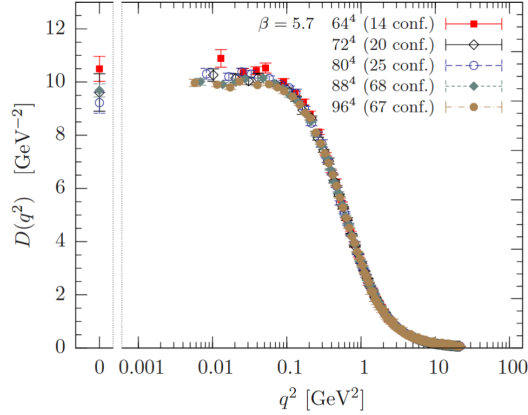 β = 5.7
64⁴ (14 conf.)
72⁴ (20 conf.)
80⁴ (25 conf.)
88⁴ (68 conf.)
96⁴ (67 conf.)
D(q²) [GeV⁻²]
12
10
8
6
4
2
0
0 0.001 0.01 0.1 1 10 100
q² [GeV²]